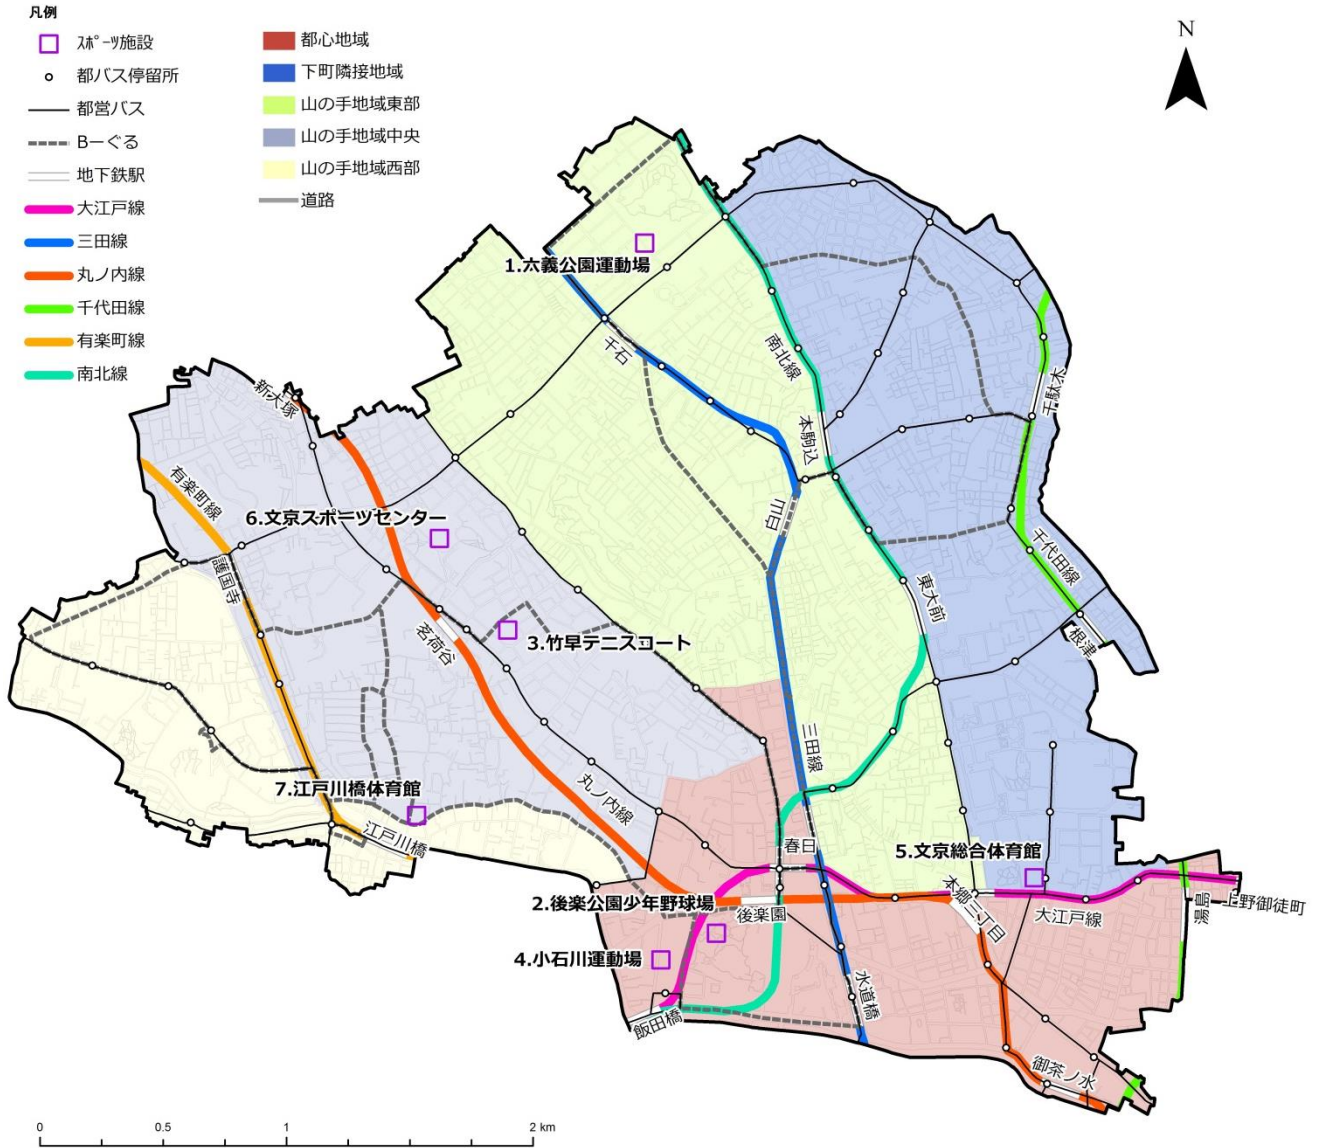 凡例
ｽﾎﾟｰﾂ施設
都バス停留所
都営バス
Bーぐる
地下鉄駅
大江戸線
三田線
丸ノ内線
千代田線
有楽町線
南北線
都心地域
下町隣接地域
山の手地域東部
山の手地域中央
山の手地域西部
道路
N
1.六義公園運動場
千石
南北線
本駒込
千駄木
新大塚
有楽町線
6.文京スポーツセンター
白山
護国寺
千代田線
東大前
根津
茗荷谷
3.竹早テニスコート
三田線
7.江戸川橋体育館
丸ノ内線
江戸川橋
春日
5.文京総合体育館
2.後楽公園少年野球場
後楽園
本郷三丁目
大江戸線
湯島
上野御徒町
4.小石川運動場
水道橋
飯田橋
御茶ノ水
0 0.5 1 2 km